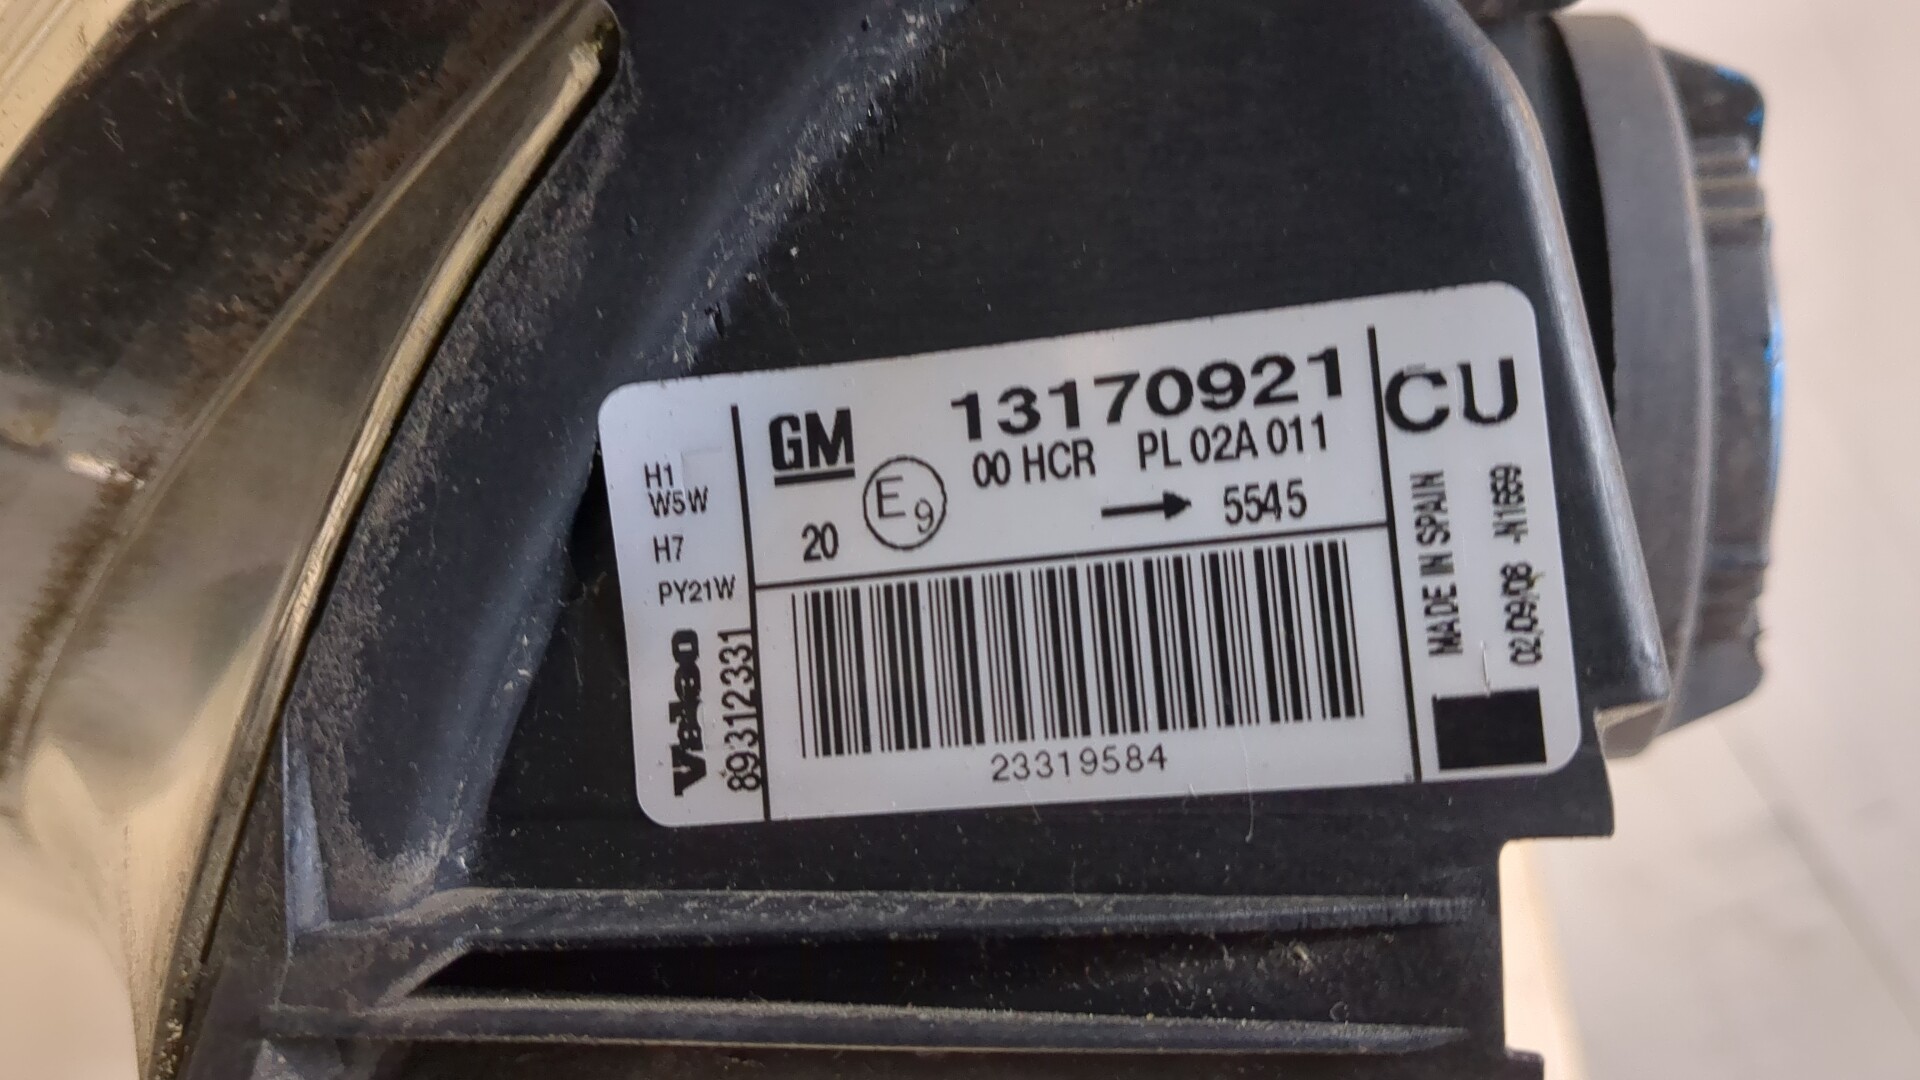 H1
W5W
H7
PY21W
Valeo
89312331
GM
13170921
00 HCR PL 02A 011
20 E9 → 5545
23319584
CU
MADE IN SPAIN
02/09/08